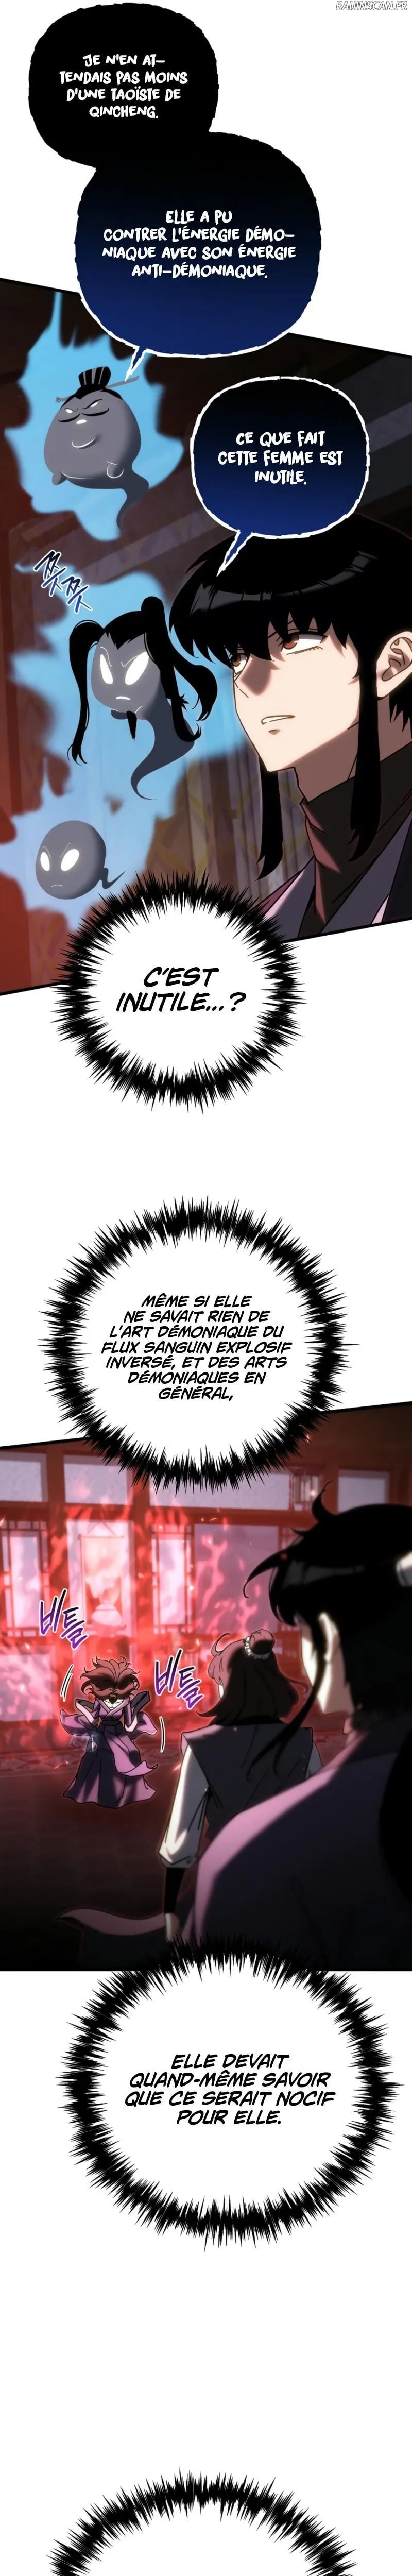 RAIJINSCAN.FR
JE N'EN AT-
TENDAIS PAS MOINS
D'UNE TAOÏSTE DE
QINCHENG.
ELLE A PU
CONTRER L'ÉNERGIE DÉMO-
NIAQUE AVEC SON ÉNERGIE
ANTI-DÉMONIAQUE.
CE QUE FAIT
CETTE FEMME EST
INUTILE.
쯧쯧
C'EST
INUTILE...?
MÊME SI ELLE
NE SAVAIT RIEN DE
L'ART DÉMONIAQUE DU
FLUX SANGUIN EXPLOSIF
INVERSÉ, ET DES ARTS
DÉMONIAQUES EN
GÉNÉRAL,
비틀
비틀
ELLE DEVAIT
QUAND-MÊME SAVOIR
QUE CE SERAIT NOCIF
POUR ELLE.